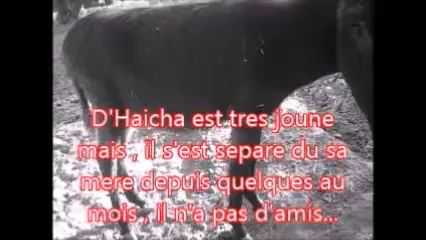 D'Haicha est tres joune
mais , il s'est separe du sa
mere depuis quelques au
mois , il n'a pas d'amis...